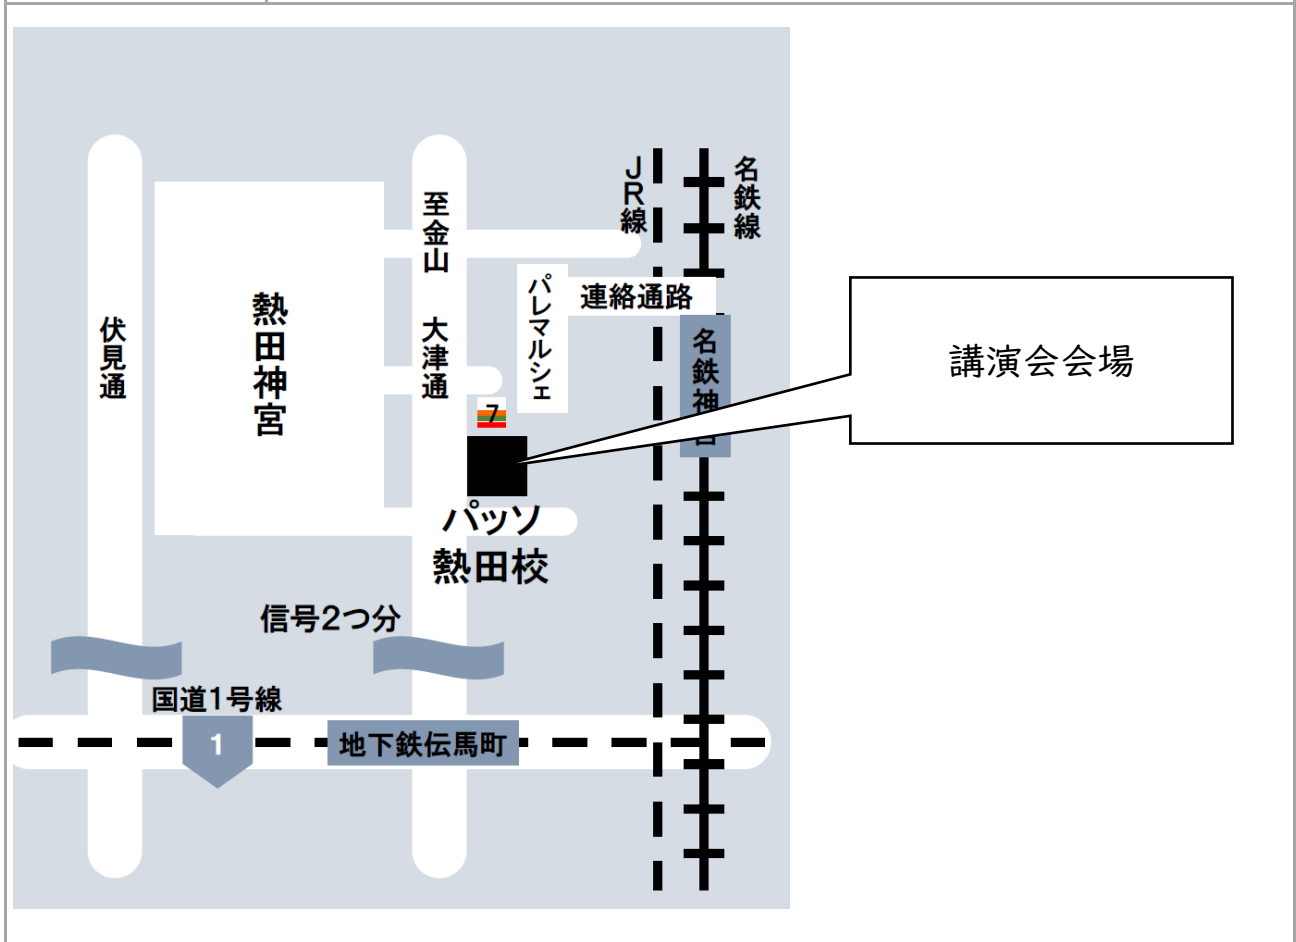 JR線
名鉄線
至金山
大津通
連絡通路
パレマルシェ
伏見通
熱田神宮
名鉄神
講演会会場
7
パッソ
熱田校
信号2つ分
国道1号線
1
地下鉄伝馬町